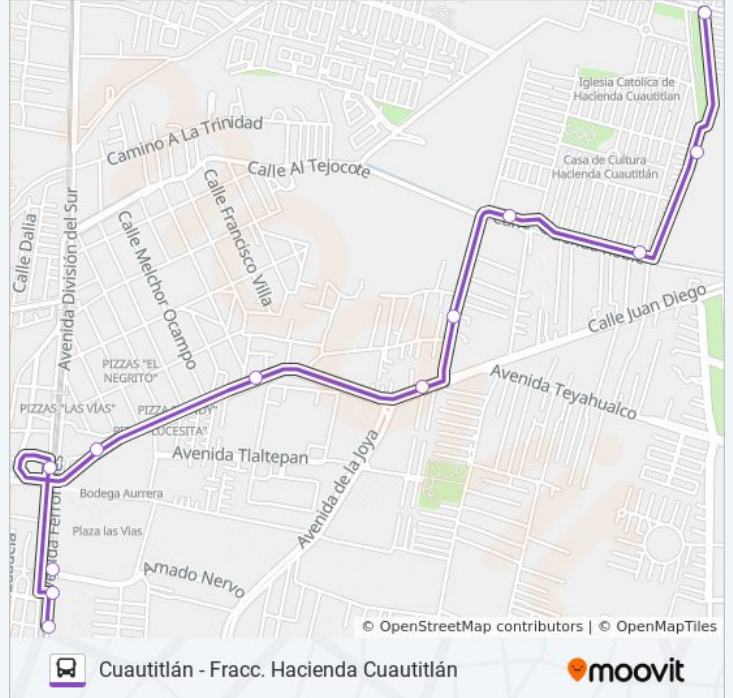 Iglesia Catolica de
Hacienda Cuautitlan
Camino A La Trinidad
Casa de Cultura
Hacienda Cuautitlán
Calle Al Tejocote
Calle Francisco Villa
Calle Dalia
Avenida División del Sur
Calle Melchor Ocampo
Calle Juan Diego
PIZZAS "EL
NEGRITO"
Avenida Teyahualco
PIZZAS "LAS VÍAS"
LUCESITA"
Avenida Tlaltepan
Avenida de la Joya
Bodega Aurrera
Plaza las Vías
Amado Nervo
© OpenStreetMap contributors | © OpenMapTiles
Cuautitlán - Fracc. Hacienda Cuautitlán
moovit